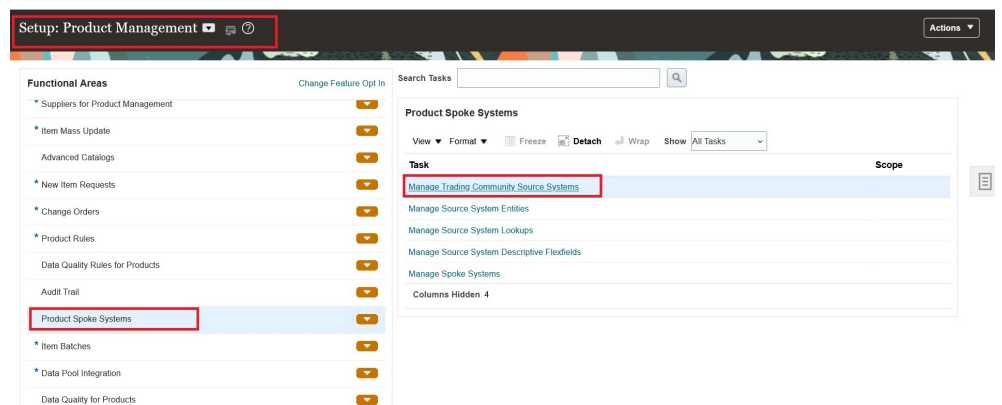 Setup: Product Management
Actions
Functional Areas
Change Feature Opt In
* Suppliers for Product Management
* Item Mass Update
Advanced Catalogs
* New Item Requests
* Change Orders
* Product Rules
Data Quality Rules for Products
Audit Trail
Product Spoke Systems
* Item Batches
* Data Pool Integration
Data Quality for Products
Search Tasks
Product Spoke Systems
View Format Freeze Detach Wrap Show All Tasks
Task Scope
Manage Trading Community Source Systems
Manage Source System Entities
Manage Source System Lookups
Manage Source System Descriptive Flexfields
Manage Spoke Systems
Columns Hidden 4